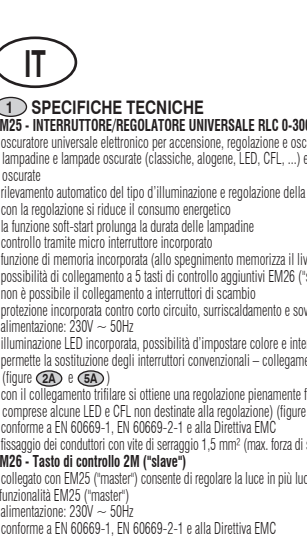 IT
1 SPECIFICHE TECNICHE
M25 - INTERRUTTORE/REGOLATORE UNIVERSALE RLC 0-300
oscuratore universale elettronico per accensione, regolazione e osc
lampadine e lampade oscurate (classiche, alogene, LED, CFL, ...) e
oscurate
rilevamento automatico del tipo d'illuminazione e regolazione della
con la regolazione si riduce il consumo energetico
la funzione soft-start prolunga la durata delle lampadine
controllo tramite micro interruttore incorporato
funzione di memoria incorporata (allo spegnimento memorizza il liv
possibilità di collegamento a 5 tasti di controllo aggiuntivi EM26 ("s
non è possibile il collegamento a interruttori di scambio
protezione incorporata contro corto circuito, surriscaldamento e sov
alimentazione: 230V ~ 50Hz
illuminazione LED incorporata, possibilità d'impostare colore e inte
permette la sostituzione degli interruttori convenzionali – collegame
(figure 2A e 5A)
con il collegamento trifilare si ottiene una regolazione pienamente f
comprese alcune LED e CFL non destinate alla regolazione) (figure
conforme a EN 60669-1, EN 60669-2-1 e alla Direttiva EMC
fissaggio dei conduttori con vite di serraggio 1,5 mm² (max. forza di s
M26 - Tasto di controllo 2M ("slave")
collegato con EM25 ("master") consente di regolare la luce in più luo
funzionalità EM25 ("master")
alimentazione: 230V ~ 50Hz
conforme a EN 60669-1, EN 60669-2-1 e alla Direttiva EMC